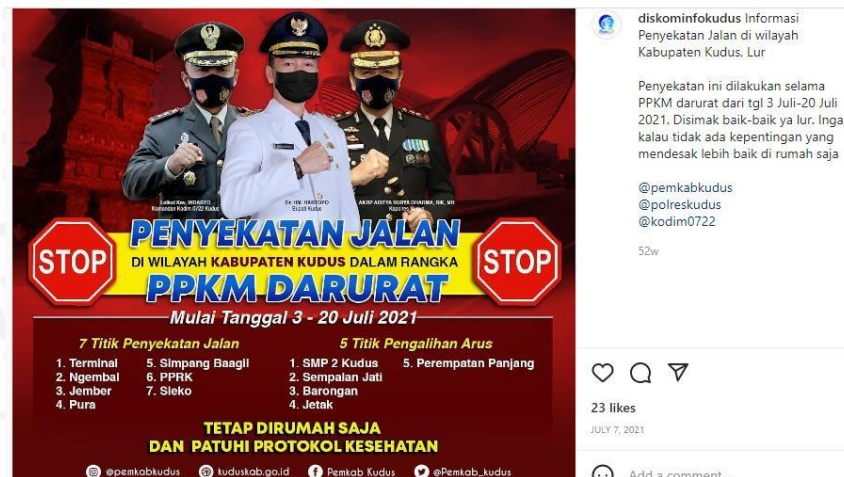 Letkol Kav. INDARTO
Komandan Kodim 0722 Kudus
Dr. HM. HARTOPO
Bupati Kudus
AKBP ADITYA SURYA DHARMA, SIK, MH
Kapolres Kudus
PENYEKATAN JALAN
STOP
DI WILAYAH KABUPATEN KUDUS DALAM RANGKA
STOP
PPKM DARURAT
Mulai Tanggal 3 - 20 Juli 2021
7 Titik Penyekatan Jalan
1. Terminal
2. Ngembal
3. Jember
4. Pura
5. Simpang Baagil
6. PPRK
7. Sleko
5 Titik Pengalihan Arus
1. SMP 2 Kudus
2. Sempalan Jati
3. Barongan
4. Jetak
5. Perempatan Panjang
TETAP DIRUMAH SAJA
DAN PATUHI PROTOKOL KESEHATAN
@pemkabkudus
kuduskab.go.id
Pemkab Kudus
@Pemkab_kudus
diskominfokudus Informasi
Penyekatan Jalan di wilayah
Kabupaten Kudus, Lur
Penyekatan ini dilakukan selama
PPKM darurat dari tgl 3 Juli-20 Juli
2021. Disimak baik-baik ya lur. Inga
kalau tidak ada kepentingan yang
mendesak lebih baik di rumah saja
@pemkabkudus
@polreskudus
@kodim0722
52w
23 likes
JULY 7, 2021
Add a comment...